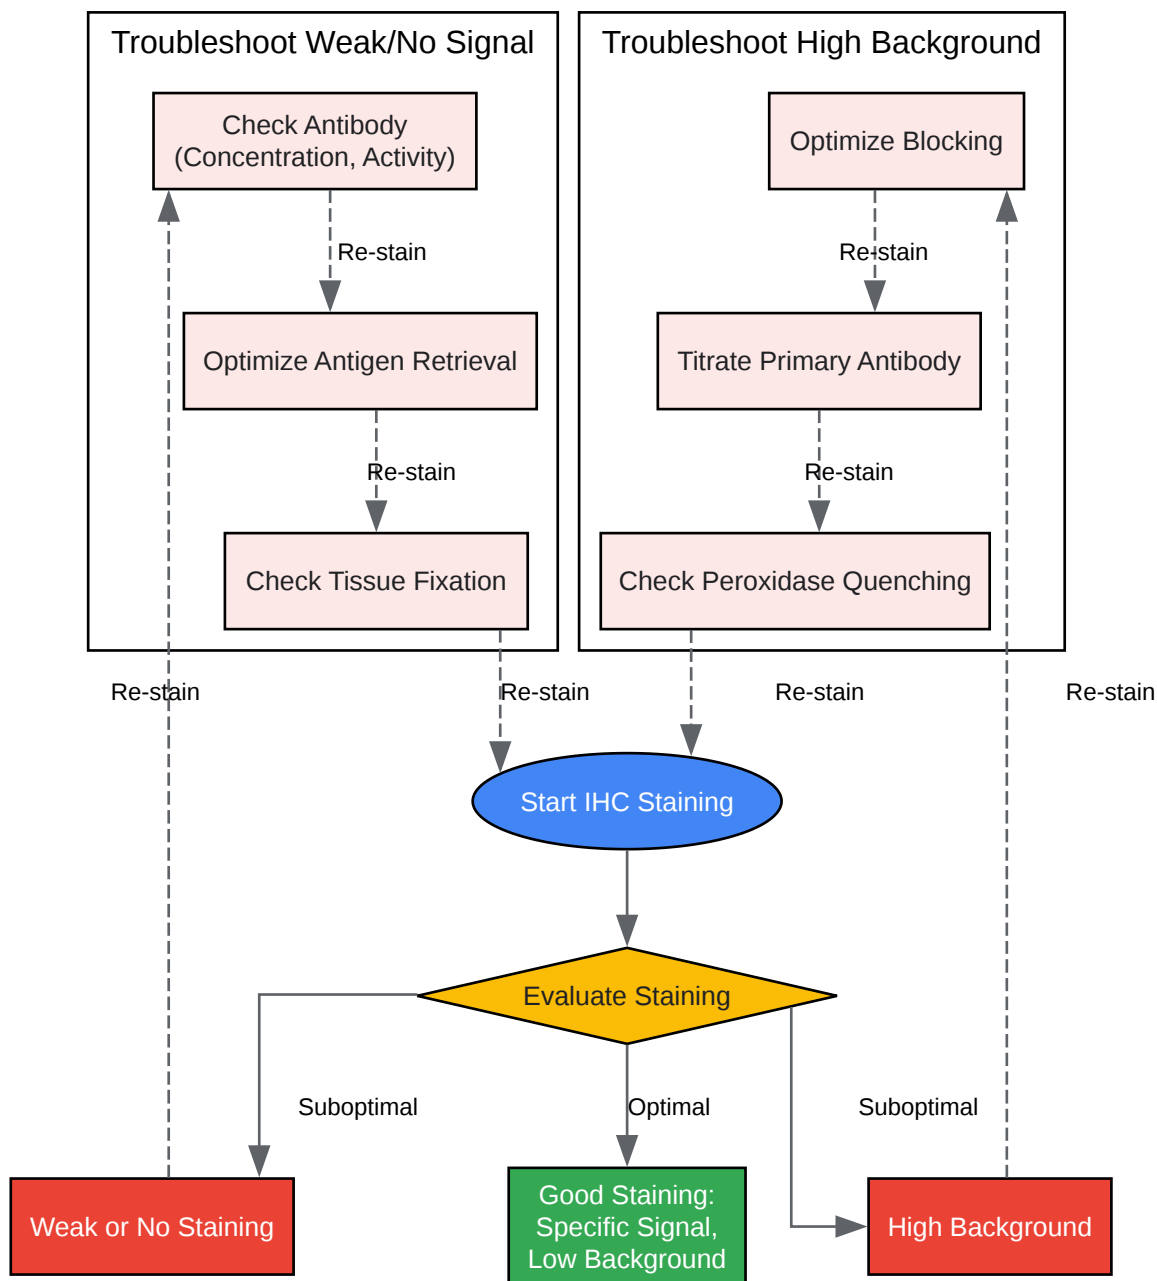 Troubleshoot Weak/No Signal
Troubleshoot High Background
Check Antibody
(Concentration, Activity)
Optimize Blocking
Re-stain
Re-stain
Optimize Antigen Retrieval
Titrate Primary Antibody
Re-stain
Re-stain
Check Tissue Fixation
Check Peroxidase Quenching
Re-stain
Re-stain
Re-stain
Re-stain
Start IHC Staining
Evaluate Staining
Suboptimal
Optimal
Suboptimal
Weak or No Staining
Good Staining:
Specific Signal,
Low Background
High Background